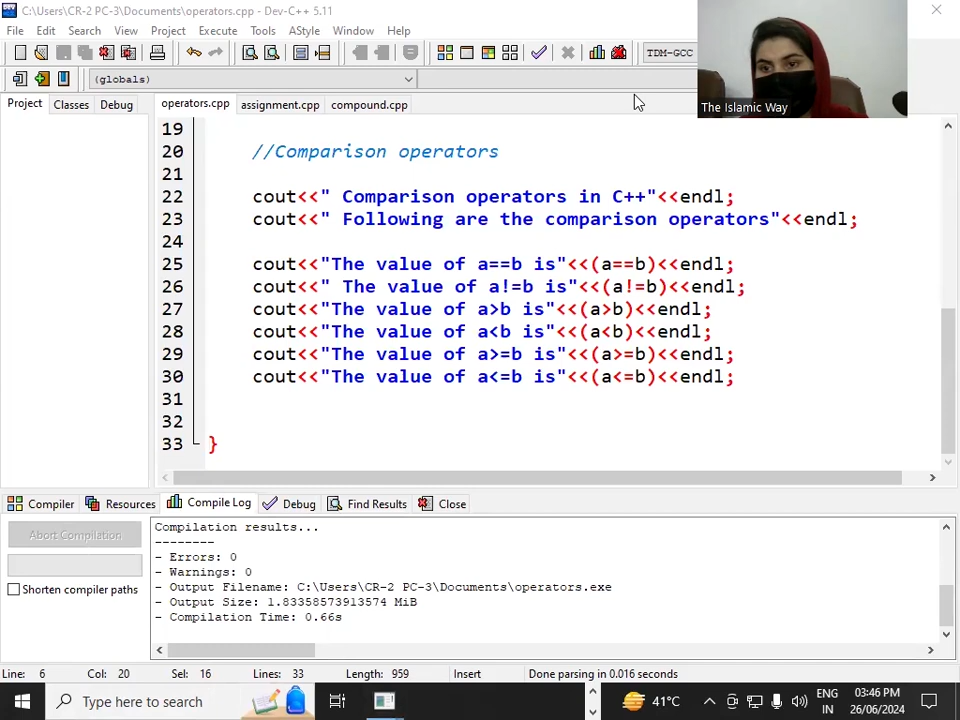 C:\Users\CR-2 PC-3\Documents\operators.cpp - Dev-C++ 5.11
File Edit Search View Project Execute Tools AStyle Window Help
TDM-GCC
(globals)
The Islamic Way
Project Classes Debug
operators.cpp assignment.cpp compound.cpp
19
20 //Comparison operators
21
22 cout<<" Comparison operators in C++"<<endl;
23 cout<<" Following are the comparison operators"<<endl;
24
25 cout<<"The value of a==b is"<<(a==b)<<endl;
26 cout<<" The value of a!=b is"<<(a!=b)<<endl;
27 cout<<"The value of a>b is"<<(a>b)<<endl;
28 cout<<"The value of a<b is"<<(a<b)<<endl;
29 cout<<"The value of a>=b is"<<(a>=b)<<endl;
30 cout<<"The value of a<=b is"<<(a<=b)<<endl;
31
32
33 }
Compiler Resources Compile Log Debug Find Results Close
Abort Compilation
Shorten compiler paths
Compilation results...
--------
- Errors: 0
- Warnings: 0
- Output Filename: C:\Users\CR-2 PC-3\Documents\operators.exe
- Output Size: 1.83358573913574 MiB
- Compilation Time: 0.66s
Line: 6 Col: 20 Sel: 16 Lines: 33 Length: 959 Insert Done parsing in 0.016 seconds
Type here to search
41°C
ENG
IN
03:46 PM
26/06/2024